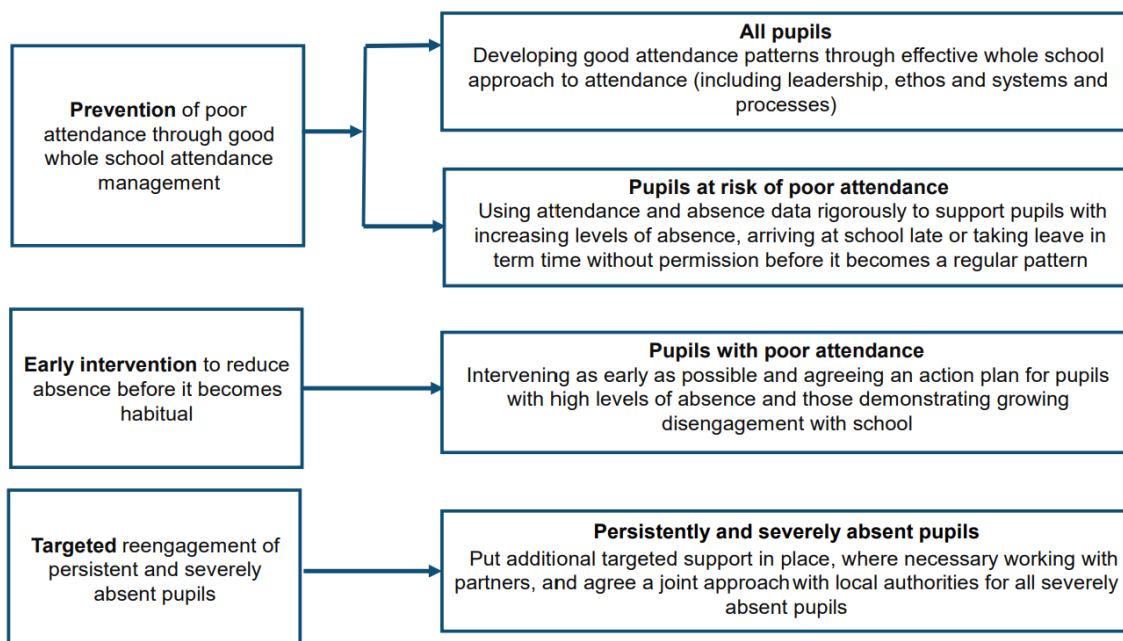 Prevention of poor
attendance through good
whole school attendance
management
All pupils
Developing good attendance patterns through effective whole school
approach to attendance (including leadership, ethos and systems and
processes)
Pupils at risk of poor attendance
Using attendance and absence data rigorously to support pupils with
increasing levels of absence, arriving at school late or taking leave in
term time without permission before it becomes a regular pattern
Early intervention to reduce
absence before it becomes
habitual
Pupils with poor attendance
Intervening as early as possible and agreeing an action plan for pupils
with high levels of absence and those demonstrating growing
disengagement with school
Targeted reengagement of
persistent and severely
absent pupils
Persistently and severely absent pupils
Put additional targeted support in place, where necessary working with
partners, and agree a joint approach with local authorities for all severely
absent pupils